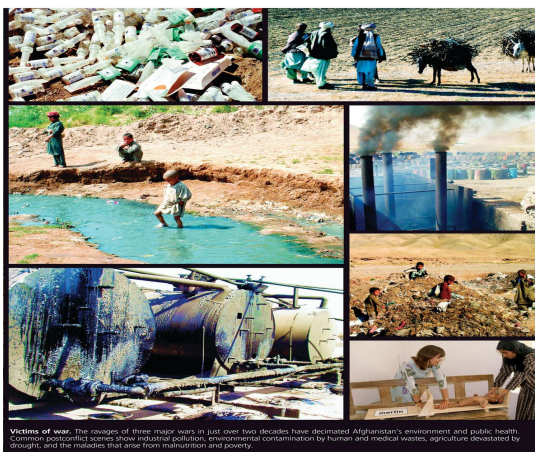 merlin
Victims of war. The ravages of three major wars in just over two decades have decimated Afghanistan's environment and public health.
Common postconflict scenes show industrial pollution, environmental contamination by human and medical wastes, agriculture devastated by
drought, and the maladies that arise from malnutrition and poverty.